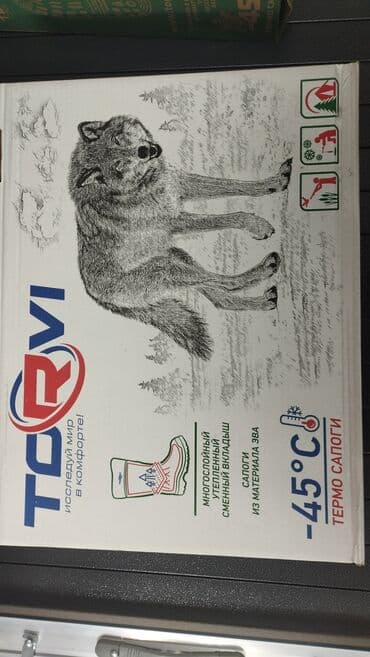 TORVI
исследуй мир
в комфорте!
МНОГОСЛОЙНЫЙ
УТЕПЛЕННЫЙ
СМЕННЫЙ ВКЛАДЫШ
САПОГИ
ИЗ МАТЕРИАЛА ЭВА
-45°C
ТЕРМО САПОГИ